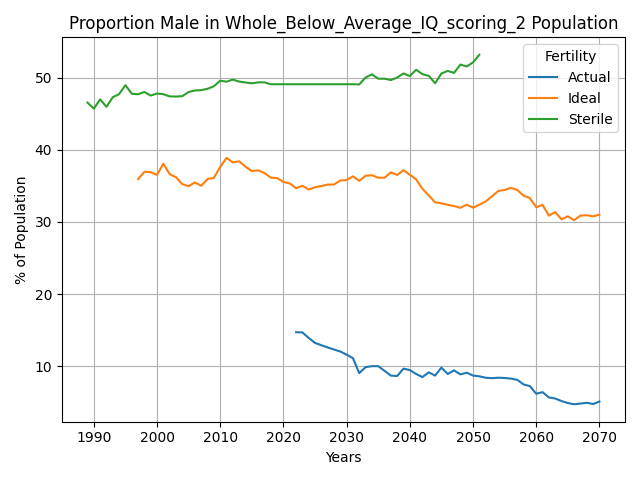 Proportion Male in Whole_Below_Average_IQ_scoring_2 Population
Fertility
Actual
Ideal
Sterile
% of Population
50
40
30
20
10
1990 2000 2010 2020 2030 2040 2050 2060 2070
Years